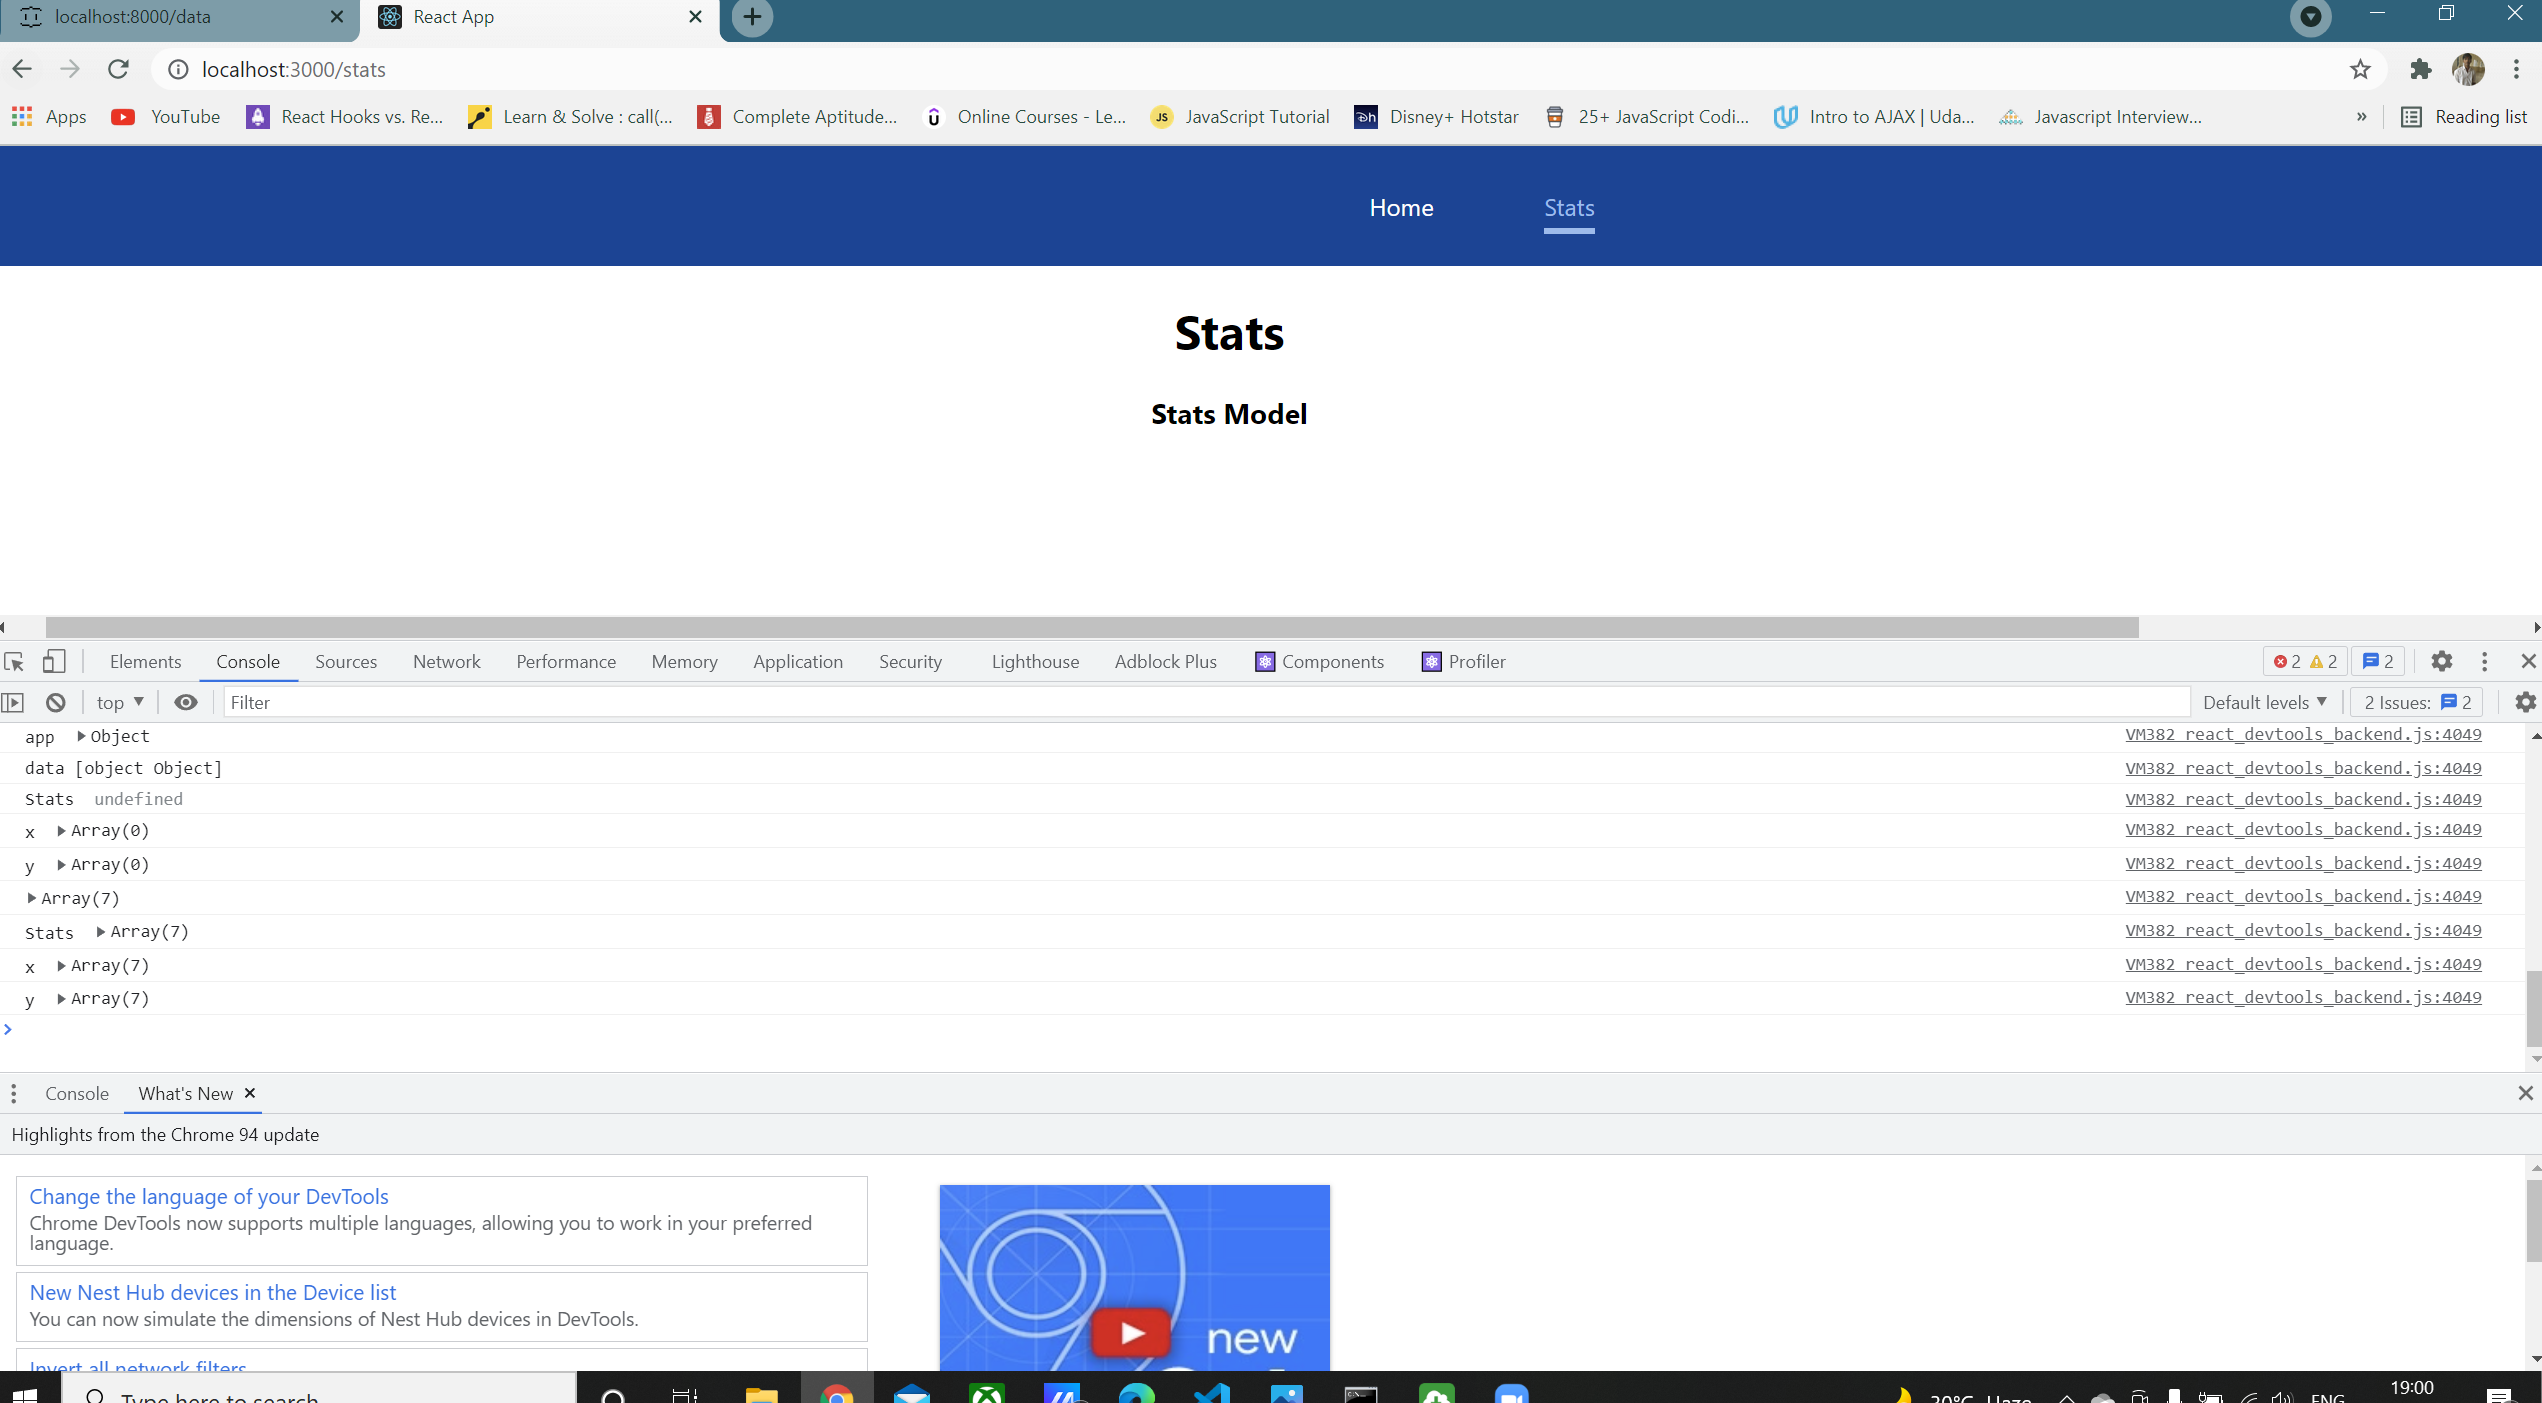 localhost:8000/data
React App
localhost:3000/stats
Apps YouTube React Hooks vs. Re... Learn & Solve : call(... Complete Aptitude... Online Courses - Le... JavaScript Tutorial Disney+ Hotstar 25+ JavaScript Codi... Intro to AJAX | Uda... Javascript Interview... » Reading list
Home Stats
Stats
Stats Model
Elements Console Sources Network Performance Memory Application Security Lighthouse Adblock Plus Components Profiler 2 2 2
top Filter Default levels 2 Issues: 2
app Object VM382 react_devtools_backend.js:4049
data [object Object] VM382 react_devtools_backend.js:4049
Stats undefined VM382 react_devtools_backend.js:4049
x Array(0) VM382 react_devtools_backend.js:4049
y Array(0) VM382 react_devtools_backend.js:4049
Array(7) VM382 react_devtools_backend.js:4049
Stats Array(7) VM382 react_devtools_backend.js:4049
x Array(7) VM382 react_devtools_backend.js:4049
y Array(7) VM382 react_devtools_backend.js:4049
Console What's New
Highlights from the Chrome 94 update
Change the language of your DevTools
Chrome DevTools now supports multiple languages, allowing you to work in your preferred
language.
New Nest Hub devices in the Device list
You can now simulate the dimensions of Nest Hub devices in DevTools.
Invert all network filters
new
Type here to search
30°C Haze ENG 19:00